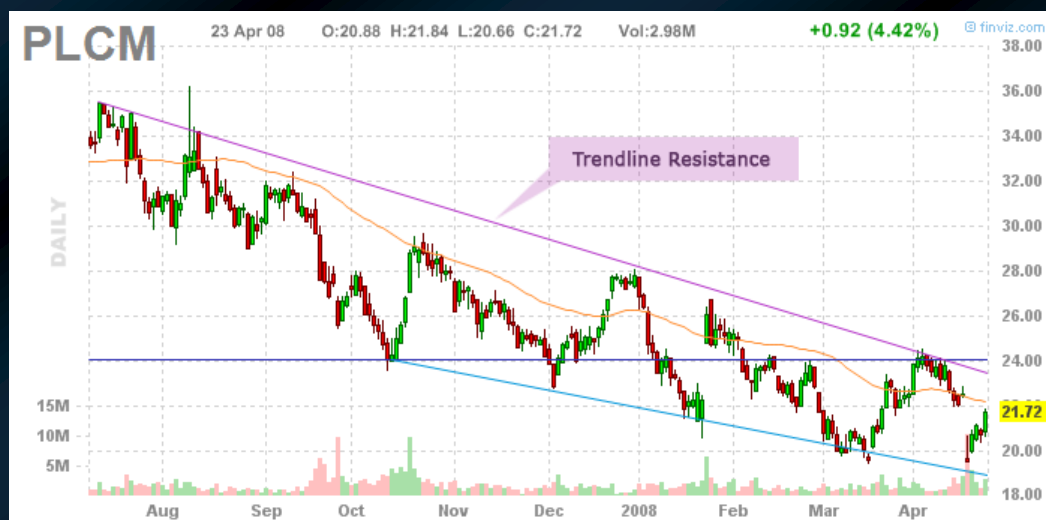 PLCM
23 Apr 08 O:20.88 H:21.84 L:20.66 C:21.72 Vol:2.98M +0.92 (4.42%) © finviz.com
38.00
36.00
34.00
Trendline Resistance
32.00
DAILY
30.00
28.00
26.00
24.00
15M
21.72
10M
20.00
5M
18.00
Aug Sep Oct Nov Dec 2008 Feb Mar Apr